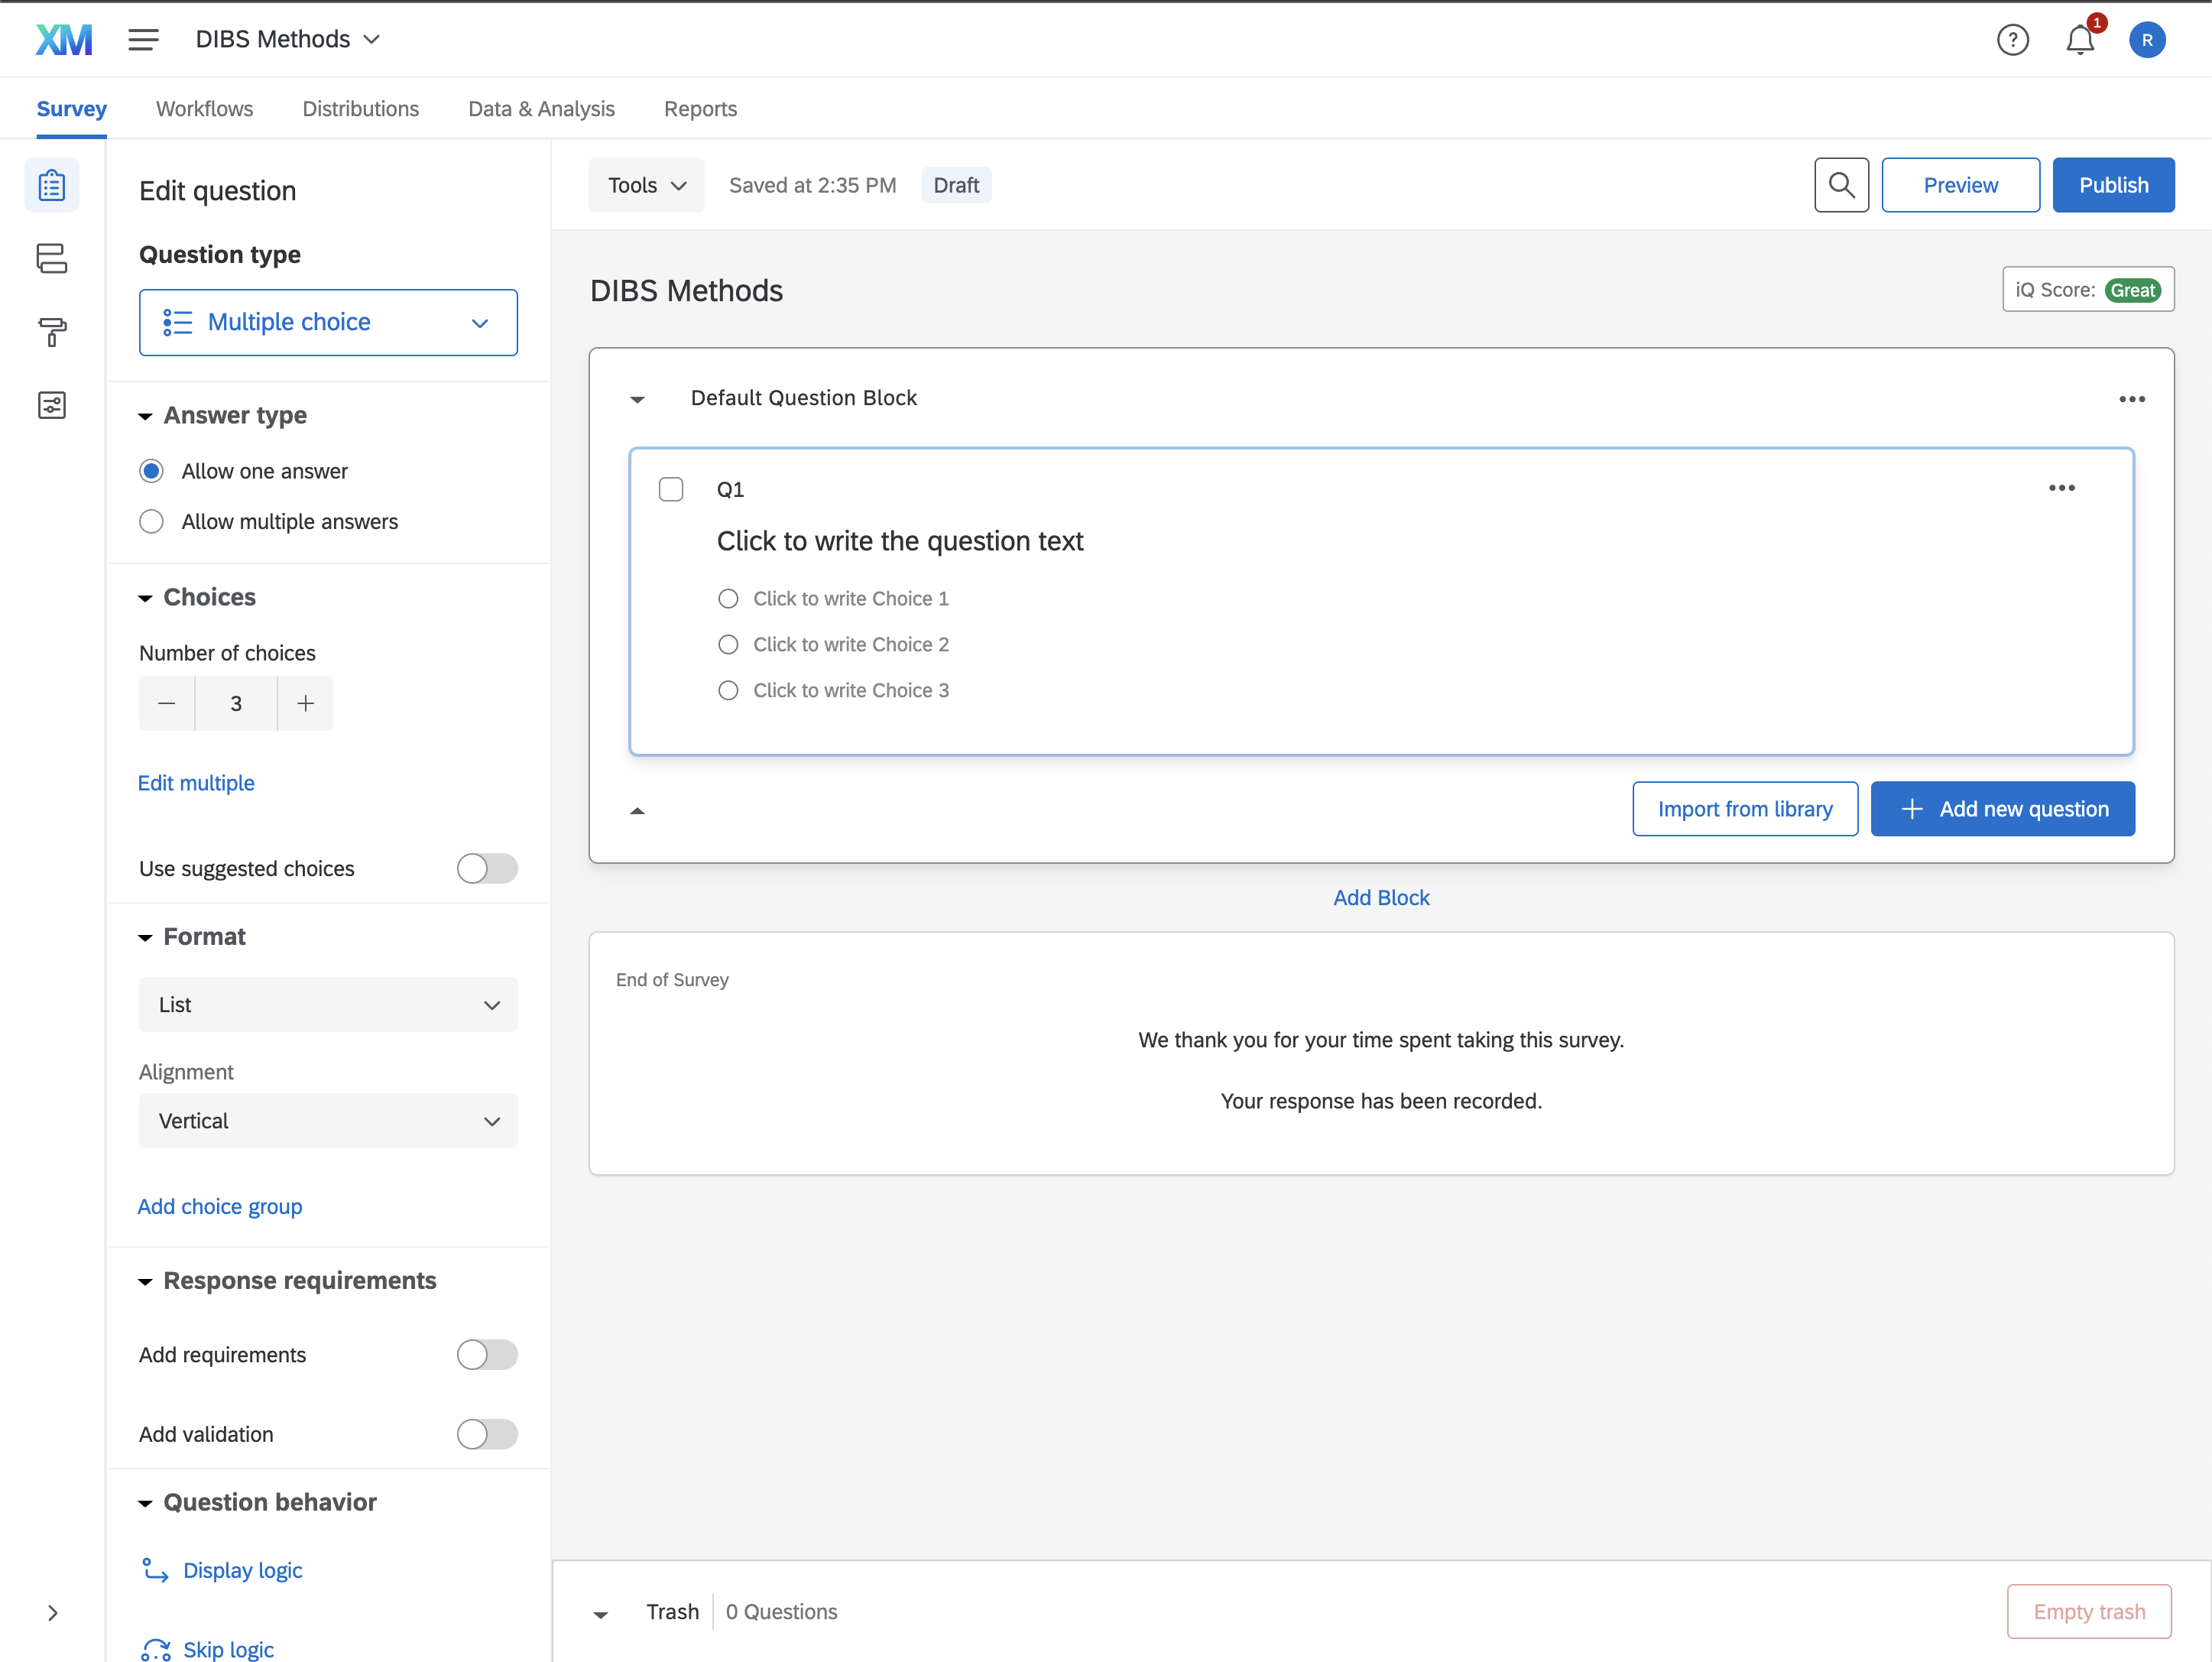 XM
DIBS Methods
1
R
Survey
Workflows
Distributions
Data & Analysis
Reports
Edit question
Question type
Multiple choice
Answer type
Allow one answer
Allow multiple answers
Choices
Number of choices
3
Edit multiple
Use suggested choices
Format
List
Alignment
Vertical
Add choice group
Response requirements
Add requirements
Add validation
Question behavior
Display logic
Skip logic
Tools
Saved at 2:35 PM
Draft
Preview
Publish
DIBS Methods
iQ Score: Great
Default Question Block
Q1
Click to write the question text
Click to write Choice 1
Click to write Choice 2
Click to write Choice 3
Import from library
Add new question
Add Block
End of Survey
We thank you for your time spent taking this survey.
Your response has been recorded.
Trash
0 Questions
Empty trash